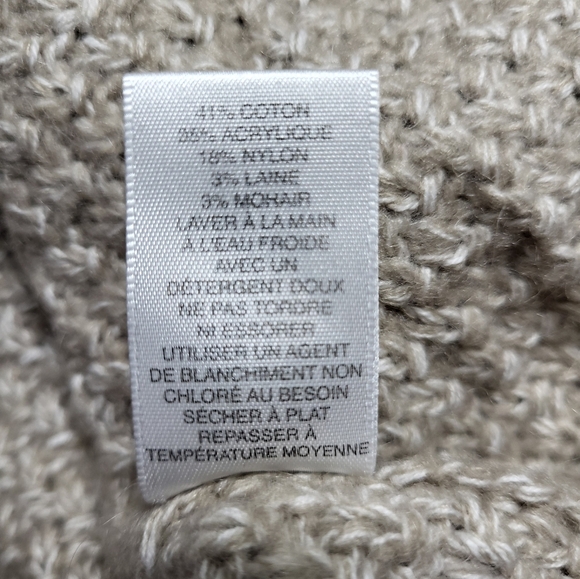 41% COTON
35% ACRYLIQUE
18% NYLON
3% LAINE
3% MOHAIR
LAVER À LA MAIN
À L'EAU FROIDE
AVEC UN
DÉTERGENT DOUX
NE PAS TORDRE
NI ESSORER
UTILISER UN AGENT
DE BLANCHIMENT NON
CHLORÉ AU BESOIN
SÉCHER À PLAT
REPASSER À
TEMPÉRATURE MOYENNE